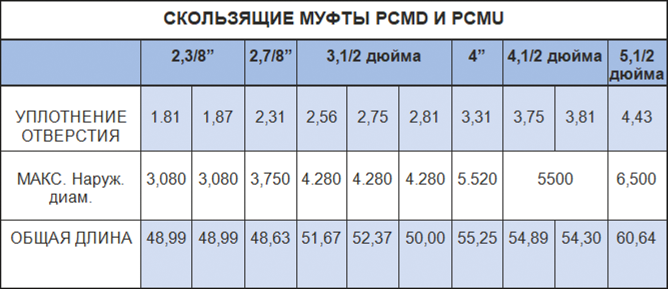 СКОЛЬЗЯЩИЕ МУФТЫ PCMD И PCMU
2,3/8” 2,7/8” 3,1/2 дюйма 4” 4,1/2 дюйма 5,1/2 дюйма
УПЛОТНЕНИЕ ОТВЕРСТИЯ 1.81 1,87 2,31 2,56 2,75 2,81 3,31 3,75 3,81 4,43
МАКС. Наруж. диам. 3,080 3,080 3,750 4.280 4.280 4.280 5.520 5500 6,500
ОБЩАЯ ДЛИНА 48,99 48,99 48,63 51,67 52,37 50,00 55,25 54,89 54,30 60,64